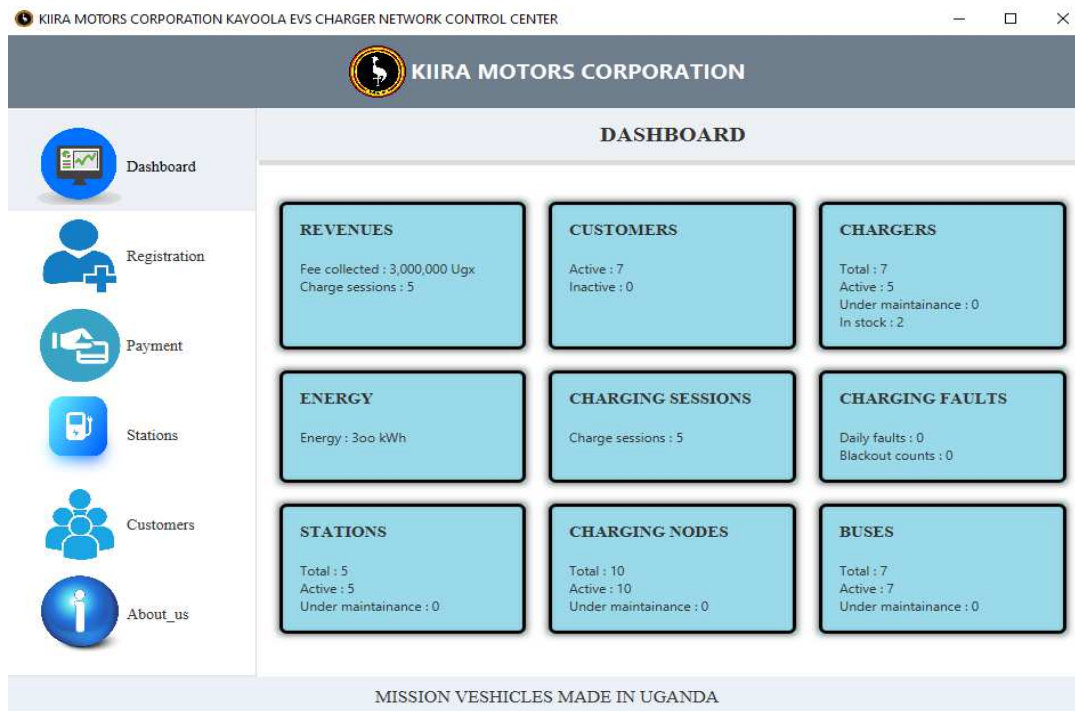 KIIRA MOTORS CORPORATION KAYOOLA EVS CHARGER NETWORK CONTROL CENTER
KIIRA MOTORS CORPORATION
Dashboard
Registration
Payment
Stations
Customers
About_us
DASHBOARD
REVENUES
Fee collected : 3,000,000 Ugx
Charge sessions : 5
CUSTOMERS
Active : 7
Inactive : 0
CHARGERS
Total : 7
Active : 5
Under maintainance : 0
In stock : 2
ENERGY
Energy : 3oo kWh
CHARGING SESSIONS
Charge sessions : 5
CHARGING FAULTS
Daily faults : 0
Blackout counts : 0
STATIONS
Total : 5
Active : 5
Under maintainance : 0
CHARGING NODES
Total : 10
Active : 10
Under maintainance : 0
BUSES
Total : 7
Active : 7
Under maintainance : 0
MISSION VESHICLES MADE IN UGANDA